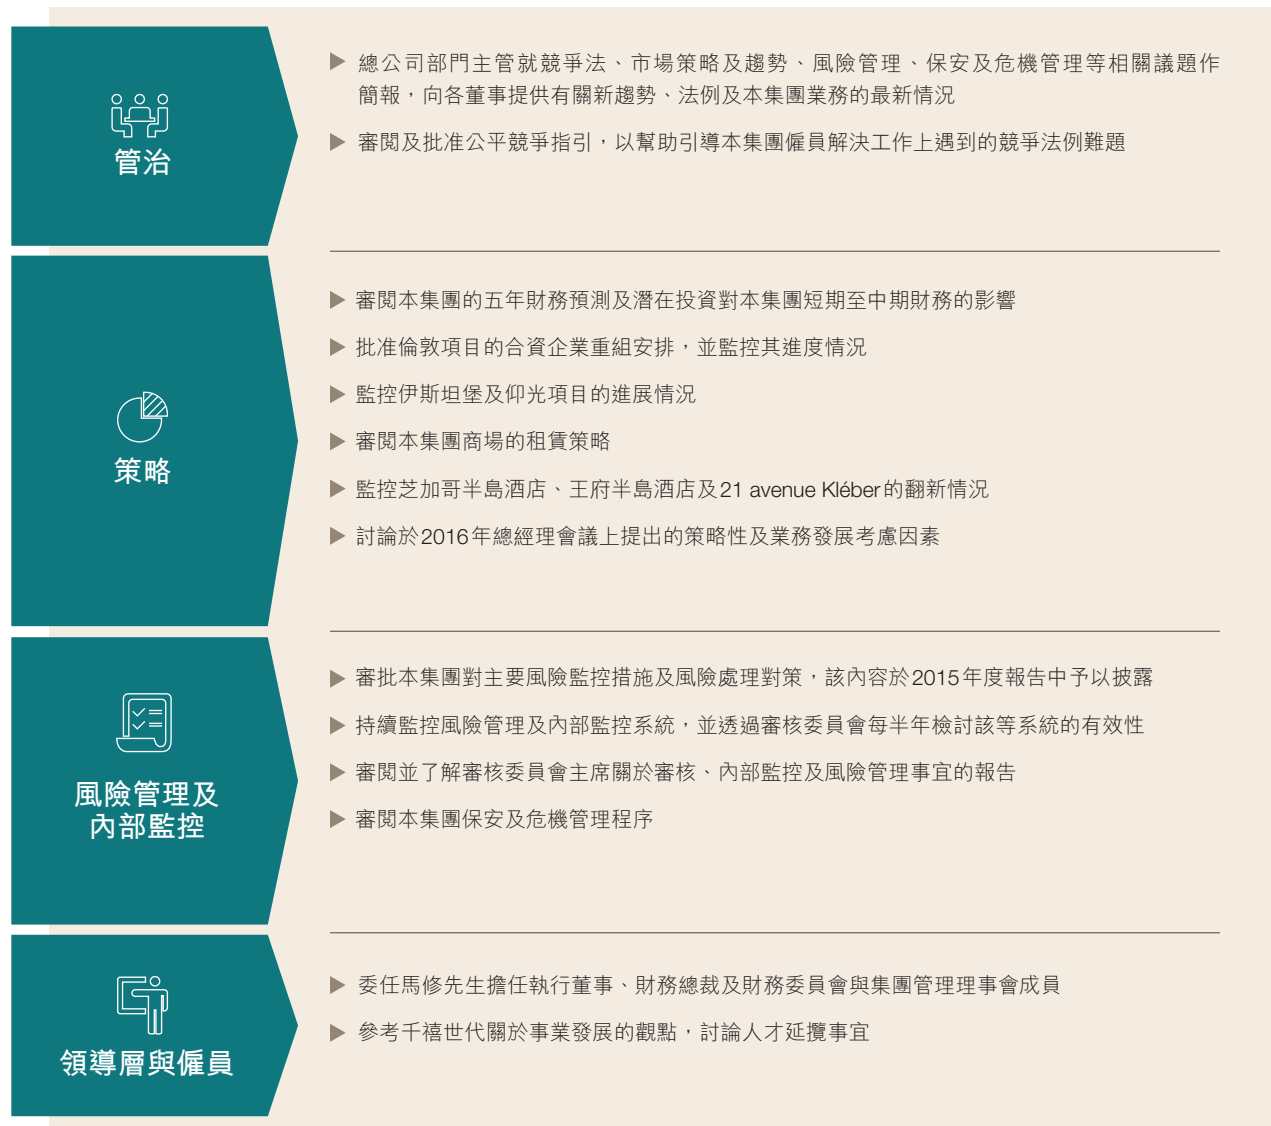 管治
總公司部門主管就競爭法、市場策略及趨勢、風險管理、保安及危機管理等相關議題作
簡報，向各董事提供有關新趨勢、法例及本集團業務的最新情況
審閱及批准公平競爭指引，以幫助引導本集團僱員解決工作上遇到的競爭法例難題
策略
審閱本集團的五年財務預測及潛在投資對本集團短期至中期財務的影響
批准倫敦項目的合資企業重組安排，並監控其進度情況
監控伊斯坦堡及仰光項目的進展情況
審閱本集團商場的租賃策略
監控芝加哥半島酒店、王府半島酒店及21 avenue Kléber的翻新情況
討論於2016年總經理會議上提出的策略性及業務發展考慮因素
風險管理及
內部監控
審批本集團對主要風險監控措施及風險處理對策，該內容於2015年度報告中予以披露
持續監控風險管理及內部監控系統，並透過審核委員會每半年檢討該等系統的有效性
審閱並了解審核委員會主席關於審核、內部監控及風險管理事宜的報告
審閱本集團保安及危機管理程序
領導層與僱員
委任馬修先生擔任執行董事、財務總裁及財務委員會與集團管理理事會成員
參考千禧世代關於事業發展的觀點，討論人才延攬事宜